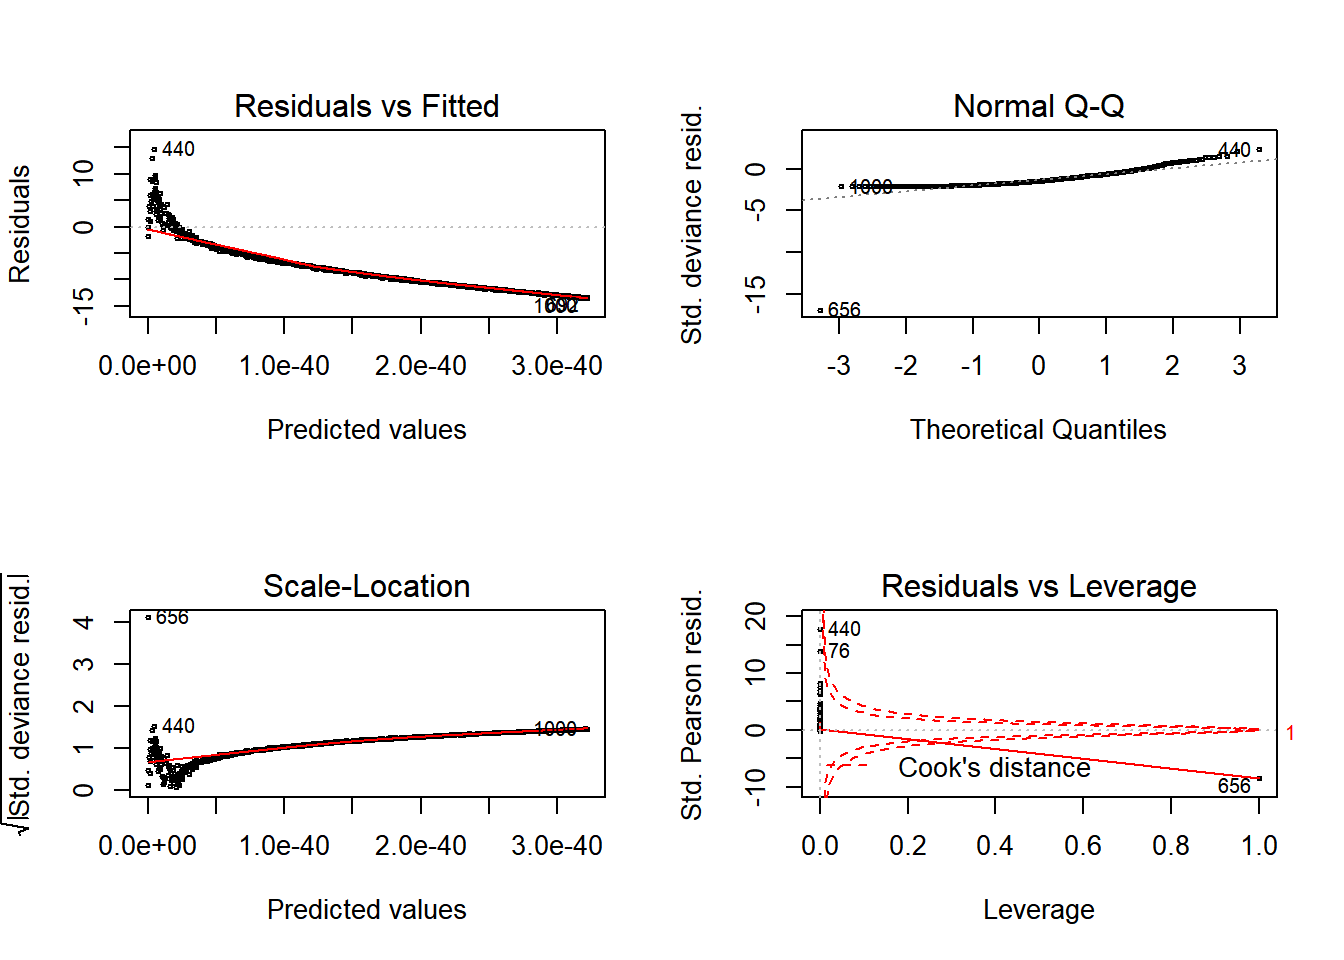 Residuals vs Fitted
Residuals
10
0
-15
440
1000
0.0e+00 1.0e-40 2.0e-40 3.0e-40
Predicted values
Normal Q-Q
Std. deviance resid.
0
-5
-15
440
1000
656
-3 -2 -1 0 1 2 3
Theoretical Quantiles
Scale-Location
√|Std. deviance resid.|
4
3
2
1
0
656
440
1000
0.0e+00 1.0e-40 2.0e-40 3.0e-40
Predicted values
Residuals vs Leverage
Std. Pearson resid.
20
10
0
-10
440
76
1
Cook's distance
656
0.0 0.2 0.4 0.6 0.8 1.0
Leverage